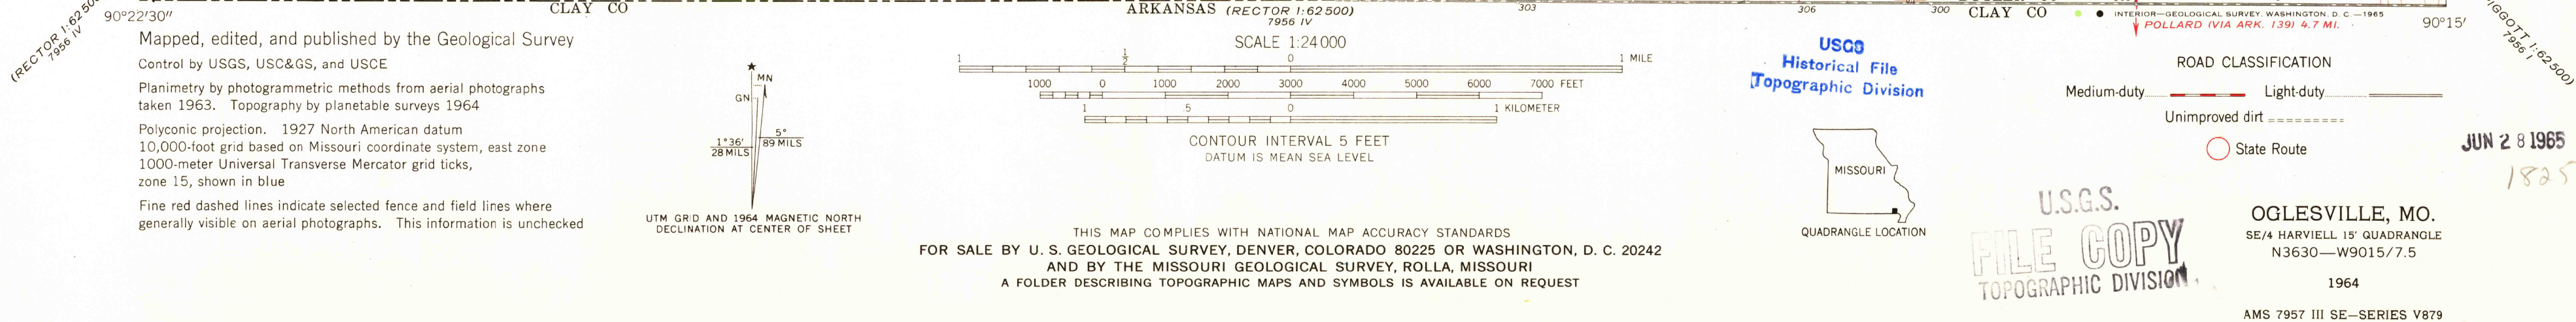 (RECTOR 1:62 500)
7956 IV
90°22'30"
CLAY CO
ARKANSAS (RECTOR 1:62 500)
7956 IV
303
306
300
CLAY CO
INTERIOR—GEOLOGICAL SURVEY, WASHINGTON, D. C.—1965
POLLARD (VIA ARK. 139) 4.7 MI.
90°15'
IGGOTT 1:62 500)
7956 I
Mapped, edited, and published by the Geological Survey
Control by USGS, USC&GS, and USCE
Planimetry by photogrammetric methods from aerial photographs
taken 1963. Topography by planetable surveys 1964
Polyconic projection. 1927 North American datum
10,000-foot grid based on Missouri coordinate system, east zone
1000-meter Universal Transverse Mercator grid ticks,
zone 15, shown in blue
Fine red dashed lines indicate selected fence and field lines where
generally visible on aerial photographs. This information is unchecked
MN
GN
1°36'
28 MILS
5°
89 MILS
UTM GRID AND 1964 MAGNETIC NORTH
DECLINATION AT CENTER OF SHEET
SCALE 1:24 000
1 ½ 0 1 MILE
1000 0 1000 2000 3000 4000 5000 6000 7000 FEET
1 .5 0 1 KILOMETER
CONTOUR INTERVAL 5 FEET
DATUM IS MEAN SEA LEVEL
THIS MAP COMPLIES WITH NATIONAL MAP ACCURACY STANDARDS
FOR SALE BY U. S. GEOLOGICAL SURVEY, DENVER, COLORADO 80225 OR WASHINGTON, D. C. 20242
AND BY THE MISSOURI GEOLOGICAL SURVEY, ROLLA, MISSOURI
A FOLDER DESCRIBING TOPOGRAPHIC MAPS AND SYMBOLS IS AVAILABLE ON REQUEST
USGS
Historical File
Topographic Division
MISSOURI
QUADRANGLE LOCATION
ROAD CLASSIFICATION
Medium-duty Light-duty
Unimproved dirt
State Route
U.S.G.S.
FILE COPY
TOPOGRAPHIC DIVISION
JUN 28 1965
1825
OGLESVILLE, MO.
SE/4 HARVIELL 15' QUADRANGLE
N3630—W9015/7.5
1964
AMS 7957 III SE—SERIES V879